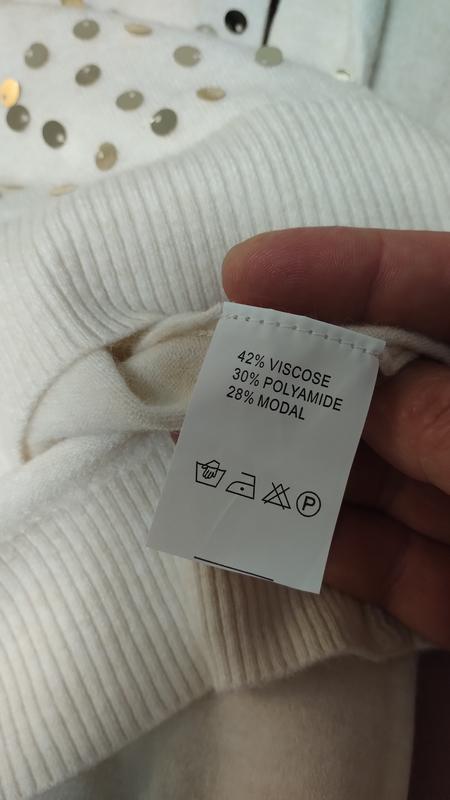 42% VISCOSE
30% POLYAMIDE
28% MODAL
P